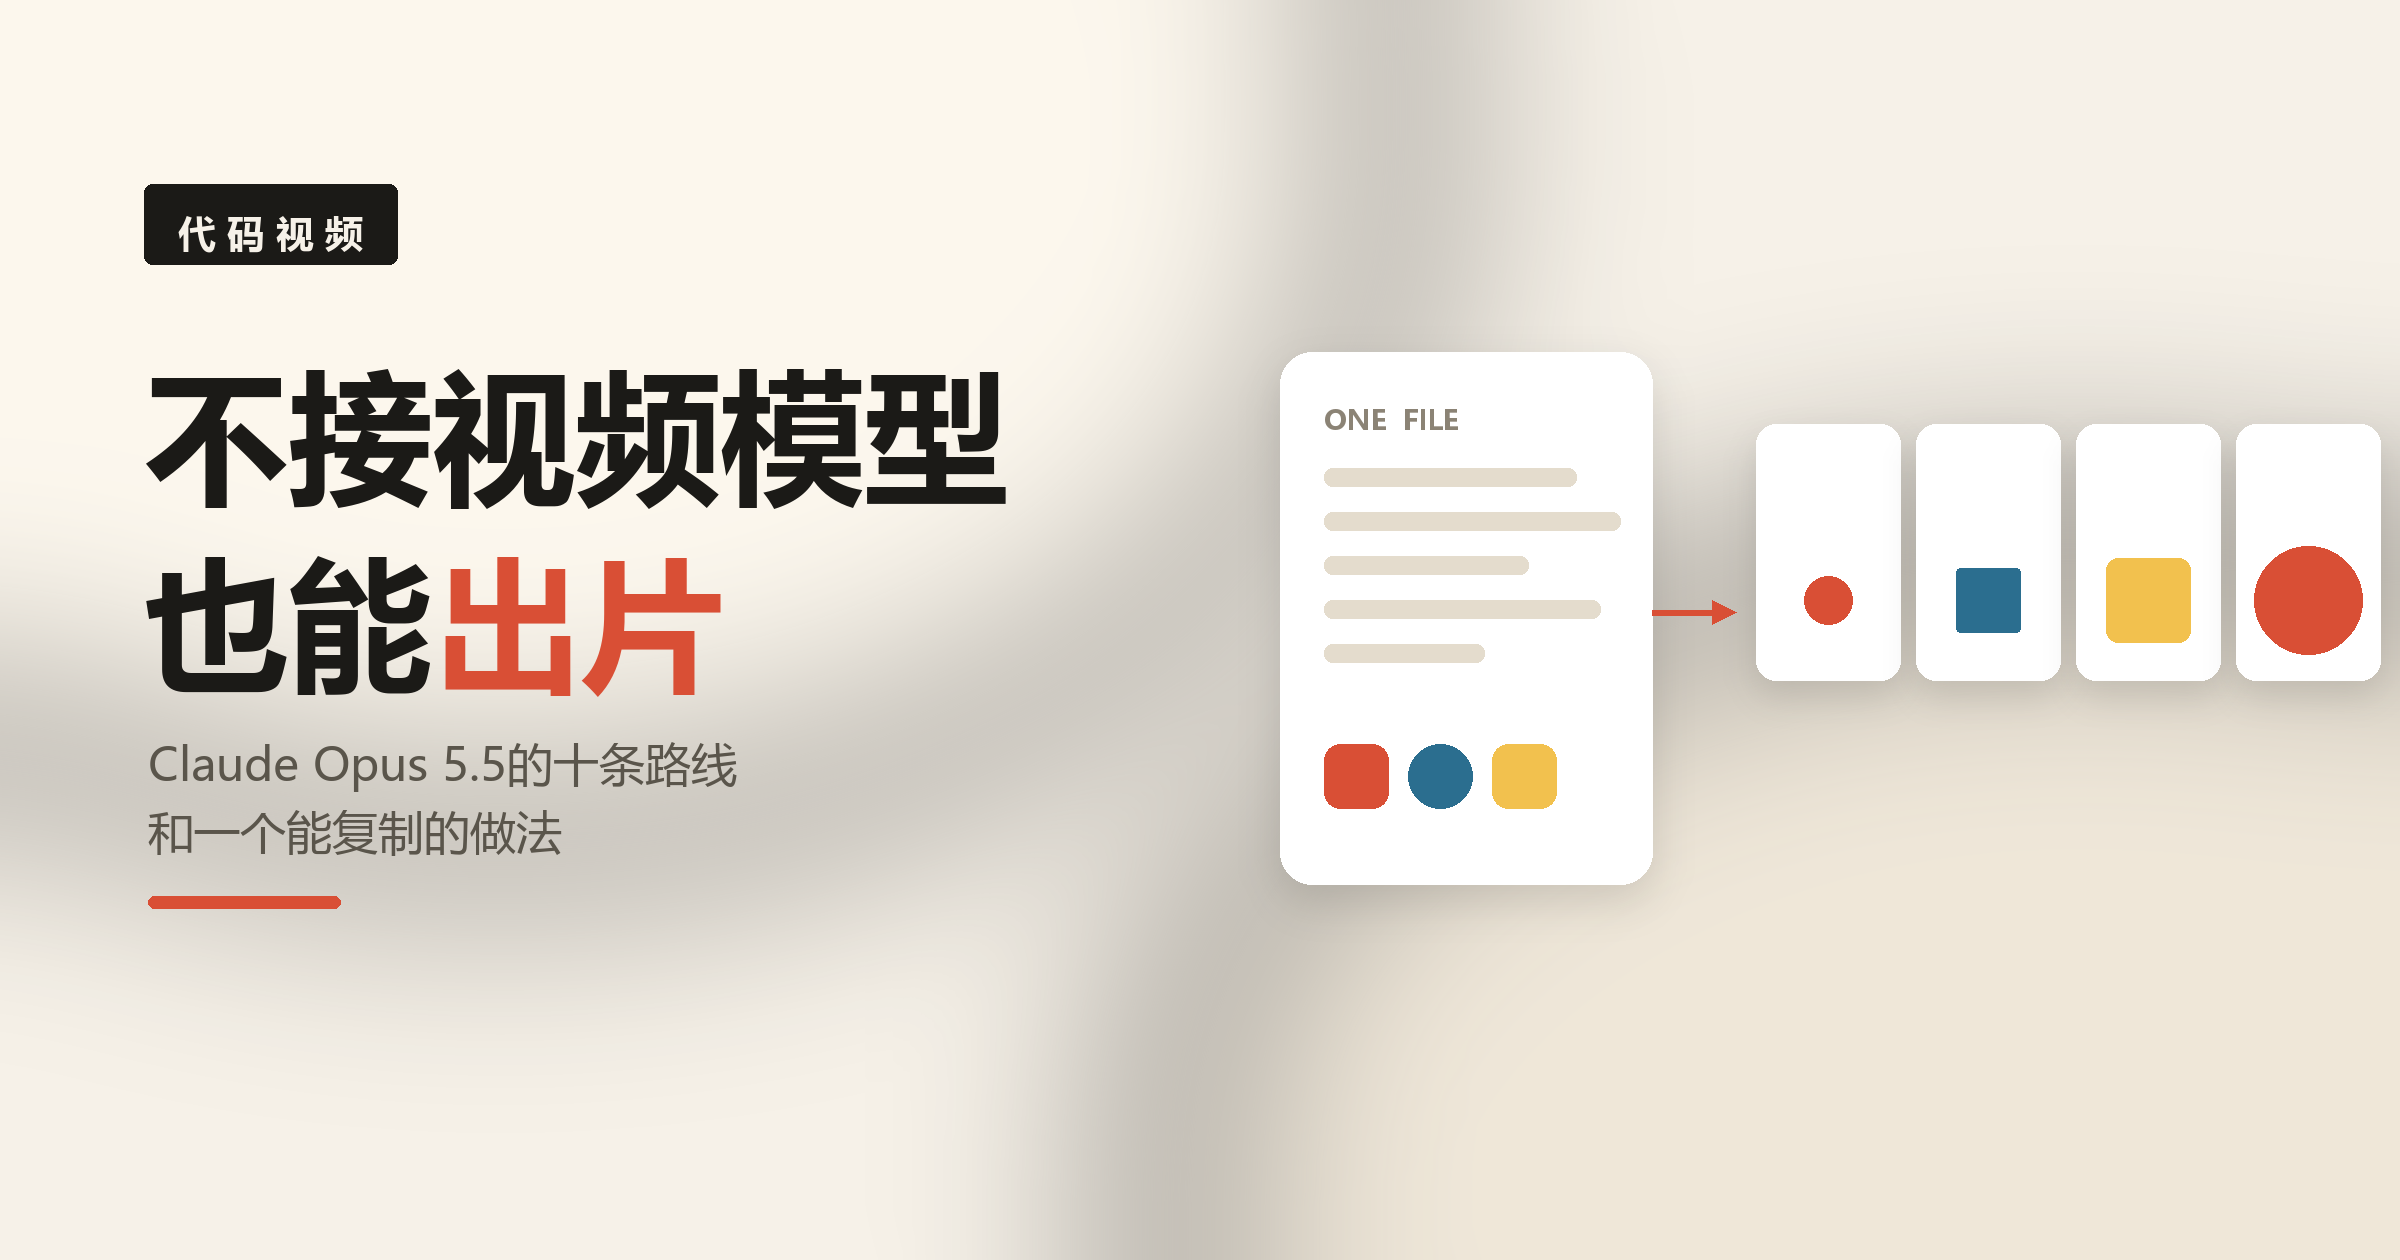 代码视频
不接视频模型
也能出片
Claude Opus 5.5的十条路线
和一个能复制的做法
ONE FILE